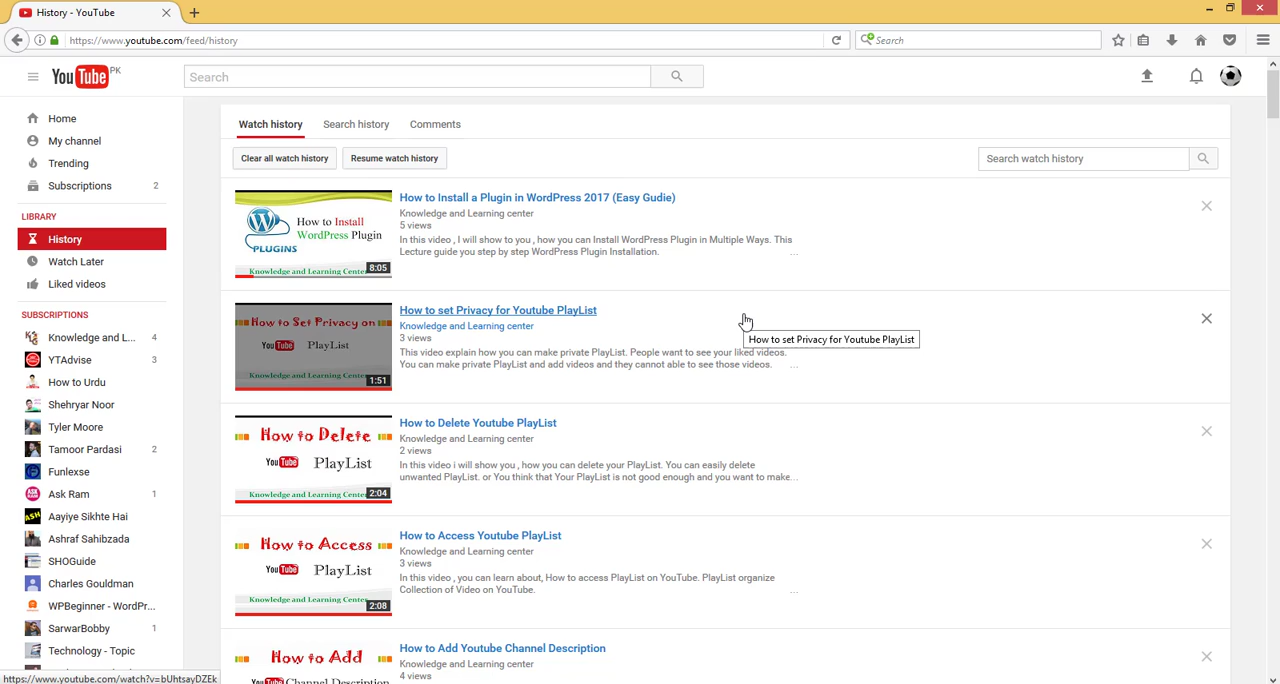 History - YouTube
https://www.youtube.com/feed/history
Search
YouTube PK
Search
Home
My channel
Trending
Subscriptions 2
LIBRARY
History
Watch Later
Liked videos
SUBSCRIPTIONS
Knowledge and L... 4
YTAdvise 3
How to Urdu
Shehryar Noor
Tyler Moore
Tamoor Pardasi 2
Funlexse
Ask Ram 1
Aayiye Sikhte Hai
Ashraf Sahibzada
SHOGuide
Charles Gouldman
WPBeginner - WordPr...
SarwarBobby 1
Technology - Topic
https://www.youtube.com/watch?v=bUhtsayDZEk
Watch history Search history Comments
Clear all watch history Resume watch history Search watch history
How to Install
WordPress Plugin
PLUGINS
Knowledge and Learning Cente
8:05
How to Install a Plugin in WordPress 2017 (Easy Gudie)
Knowledge and Learning center
5 views
In this video , I will show to you , how you can Install WordPress Plugin in Multiple Ways. This
Lecture guide you step by step WordPress Plugin Installation. ...
How to Set Privacy on
YouTube PlayList
Knowledge and Learning Cente
1:51
How to set Privacy for Youtube PlayList
Knowledge and Learning center
3 views
This video explain how you can make private PlayList. People want to see your liked videos.
You can make private PlayList and add videos and they cannot able to see those videos. ...
How to set Privacy for Youtube PlayList
How to Delete
YouTube PlayList
Knowledge and Learning Cente
2:04
How to Delete Youtube PlayList
Knowledge and Learning center
2 views
In this video i will show you , how you can delete your PlayList. You can easily delete
unwanted PlayList. or You think that Your PlayList is not good enough and you want to make...
How to Access
YouTube PlayList
Knowledge and Learning Cente
2:08
How to Access Youtube PlayList
Knowledge and Learning center
3 views
In this video , you can learn about, How to access PlayList on YouTube. PlayList organize
Collection of Video on YouTube. ...
How to Add
YouTube Channel Description
How to Add Youtube Channel Description
Knowledge and Learning center
4 views